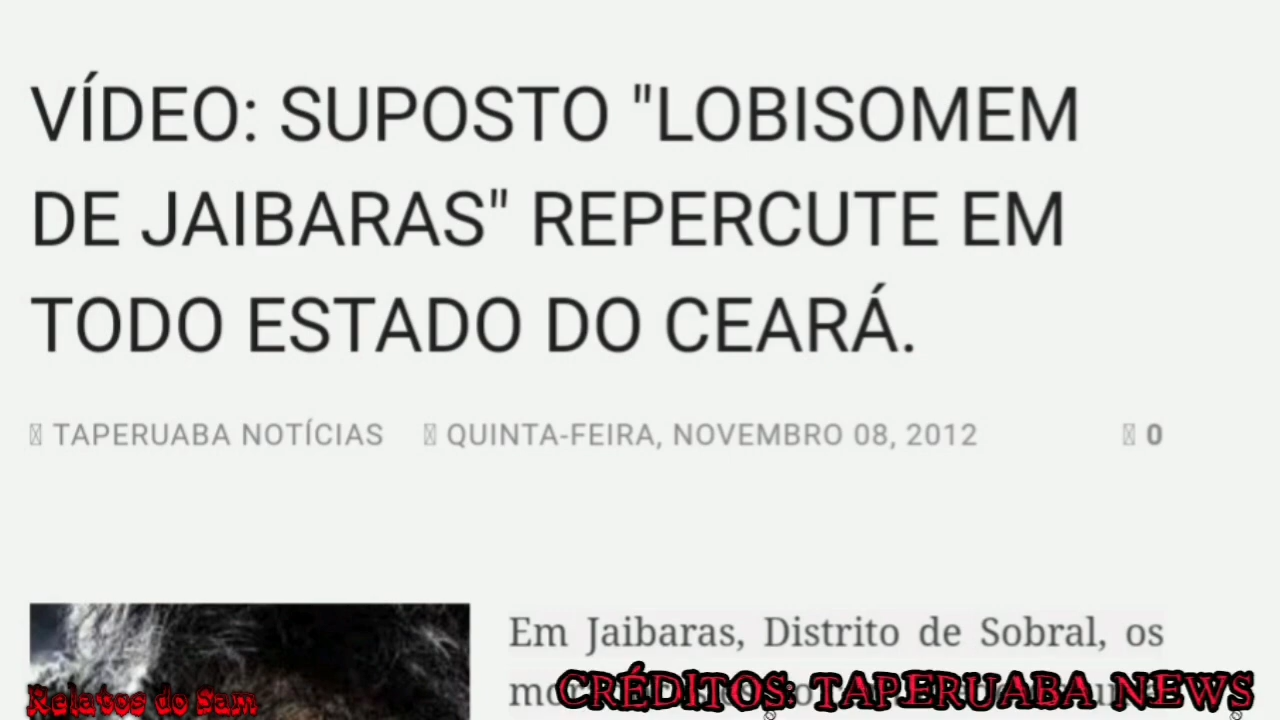 VÍDEO: SUPOSTO "LOBISOMEM
DE JAIBARAS" REPERCUTE EM
TODO ESTADO DO CEARÁ.
TAPERUABA NOTÍCIAS QUINTA-FEIRA, NOVEMBRO 08, 2012 0
Em Jaibaras, Distrito de Sobral, os
Relatos do Sam
CRÉDITOS: TAPERUABA NEWS